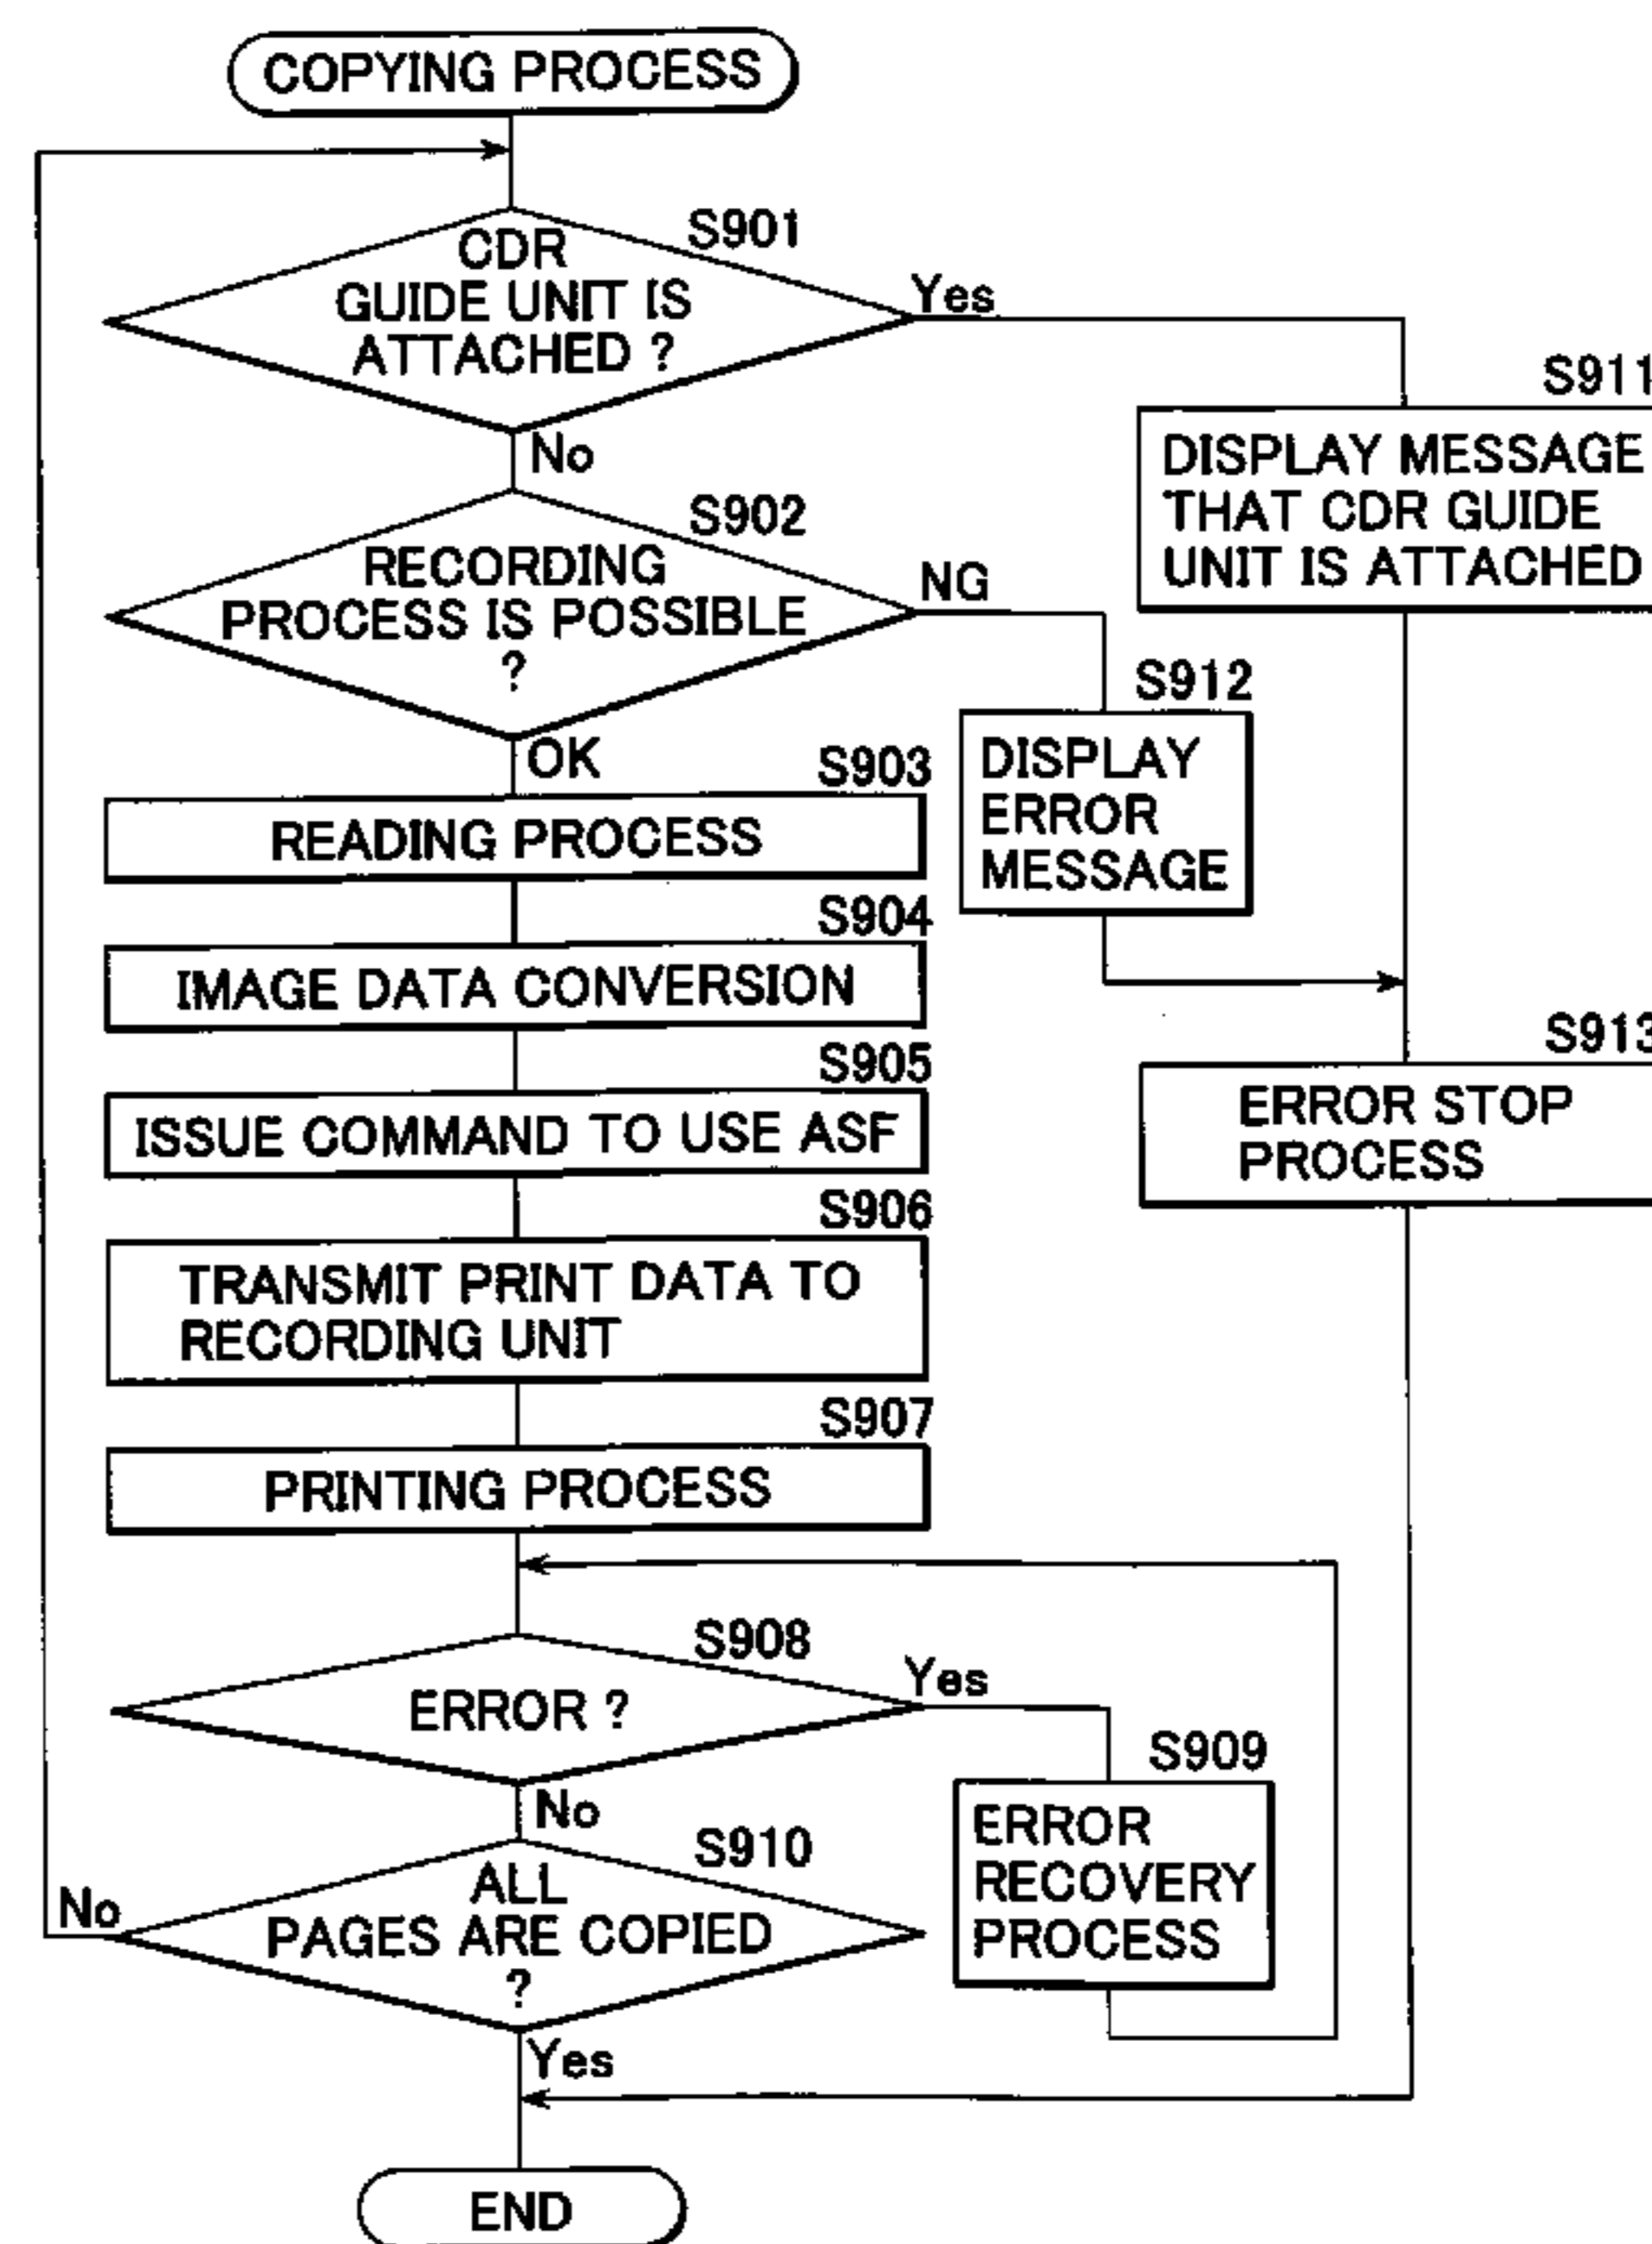 COPYING PROCESS
S901
CDR
GUIDE UNIT IS
ATTACHED ?
Yes
No
S911
DISPLAY MESSAGE
THAT CDR GUIDE
UNIT IS ATTACHED
S902
RECORDING
PROCESS IS POSSIBLE
?
NG
OK
S912
DISPLAY
ERROR
MESSAGE
S903
READING PROCESS
S904
IMAGE DATA CONVERSION
S905
ISSUE COMMAND TO USE ASF
S913
ERROR STOP
PROCESS
S906
TRANSMIT PRINT DATA TO
RECORDING UNIT
S907
PRINTING PROCESS
S908
ERROR ?
Yes
No
S909
ERROR
RECOVERY
PROCESS
S910
ALL
PAGES ARE COPIED
?
No
Yes
END